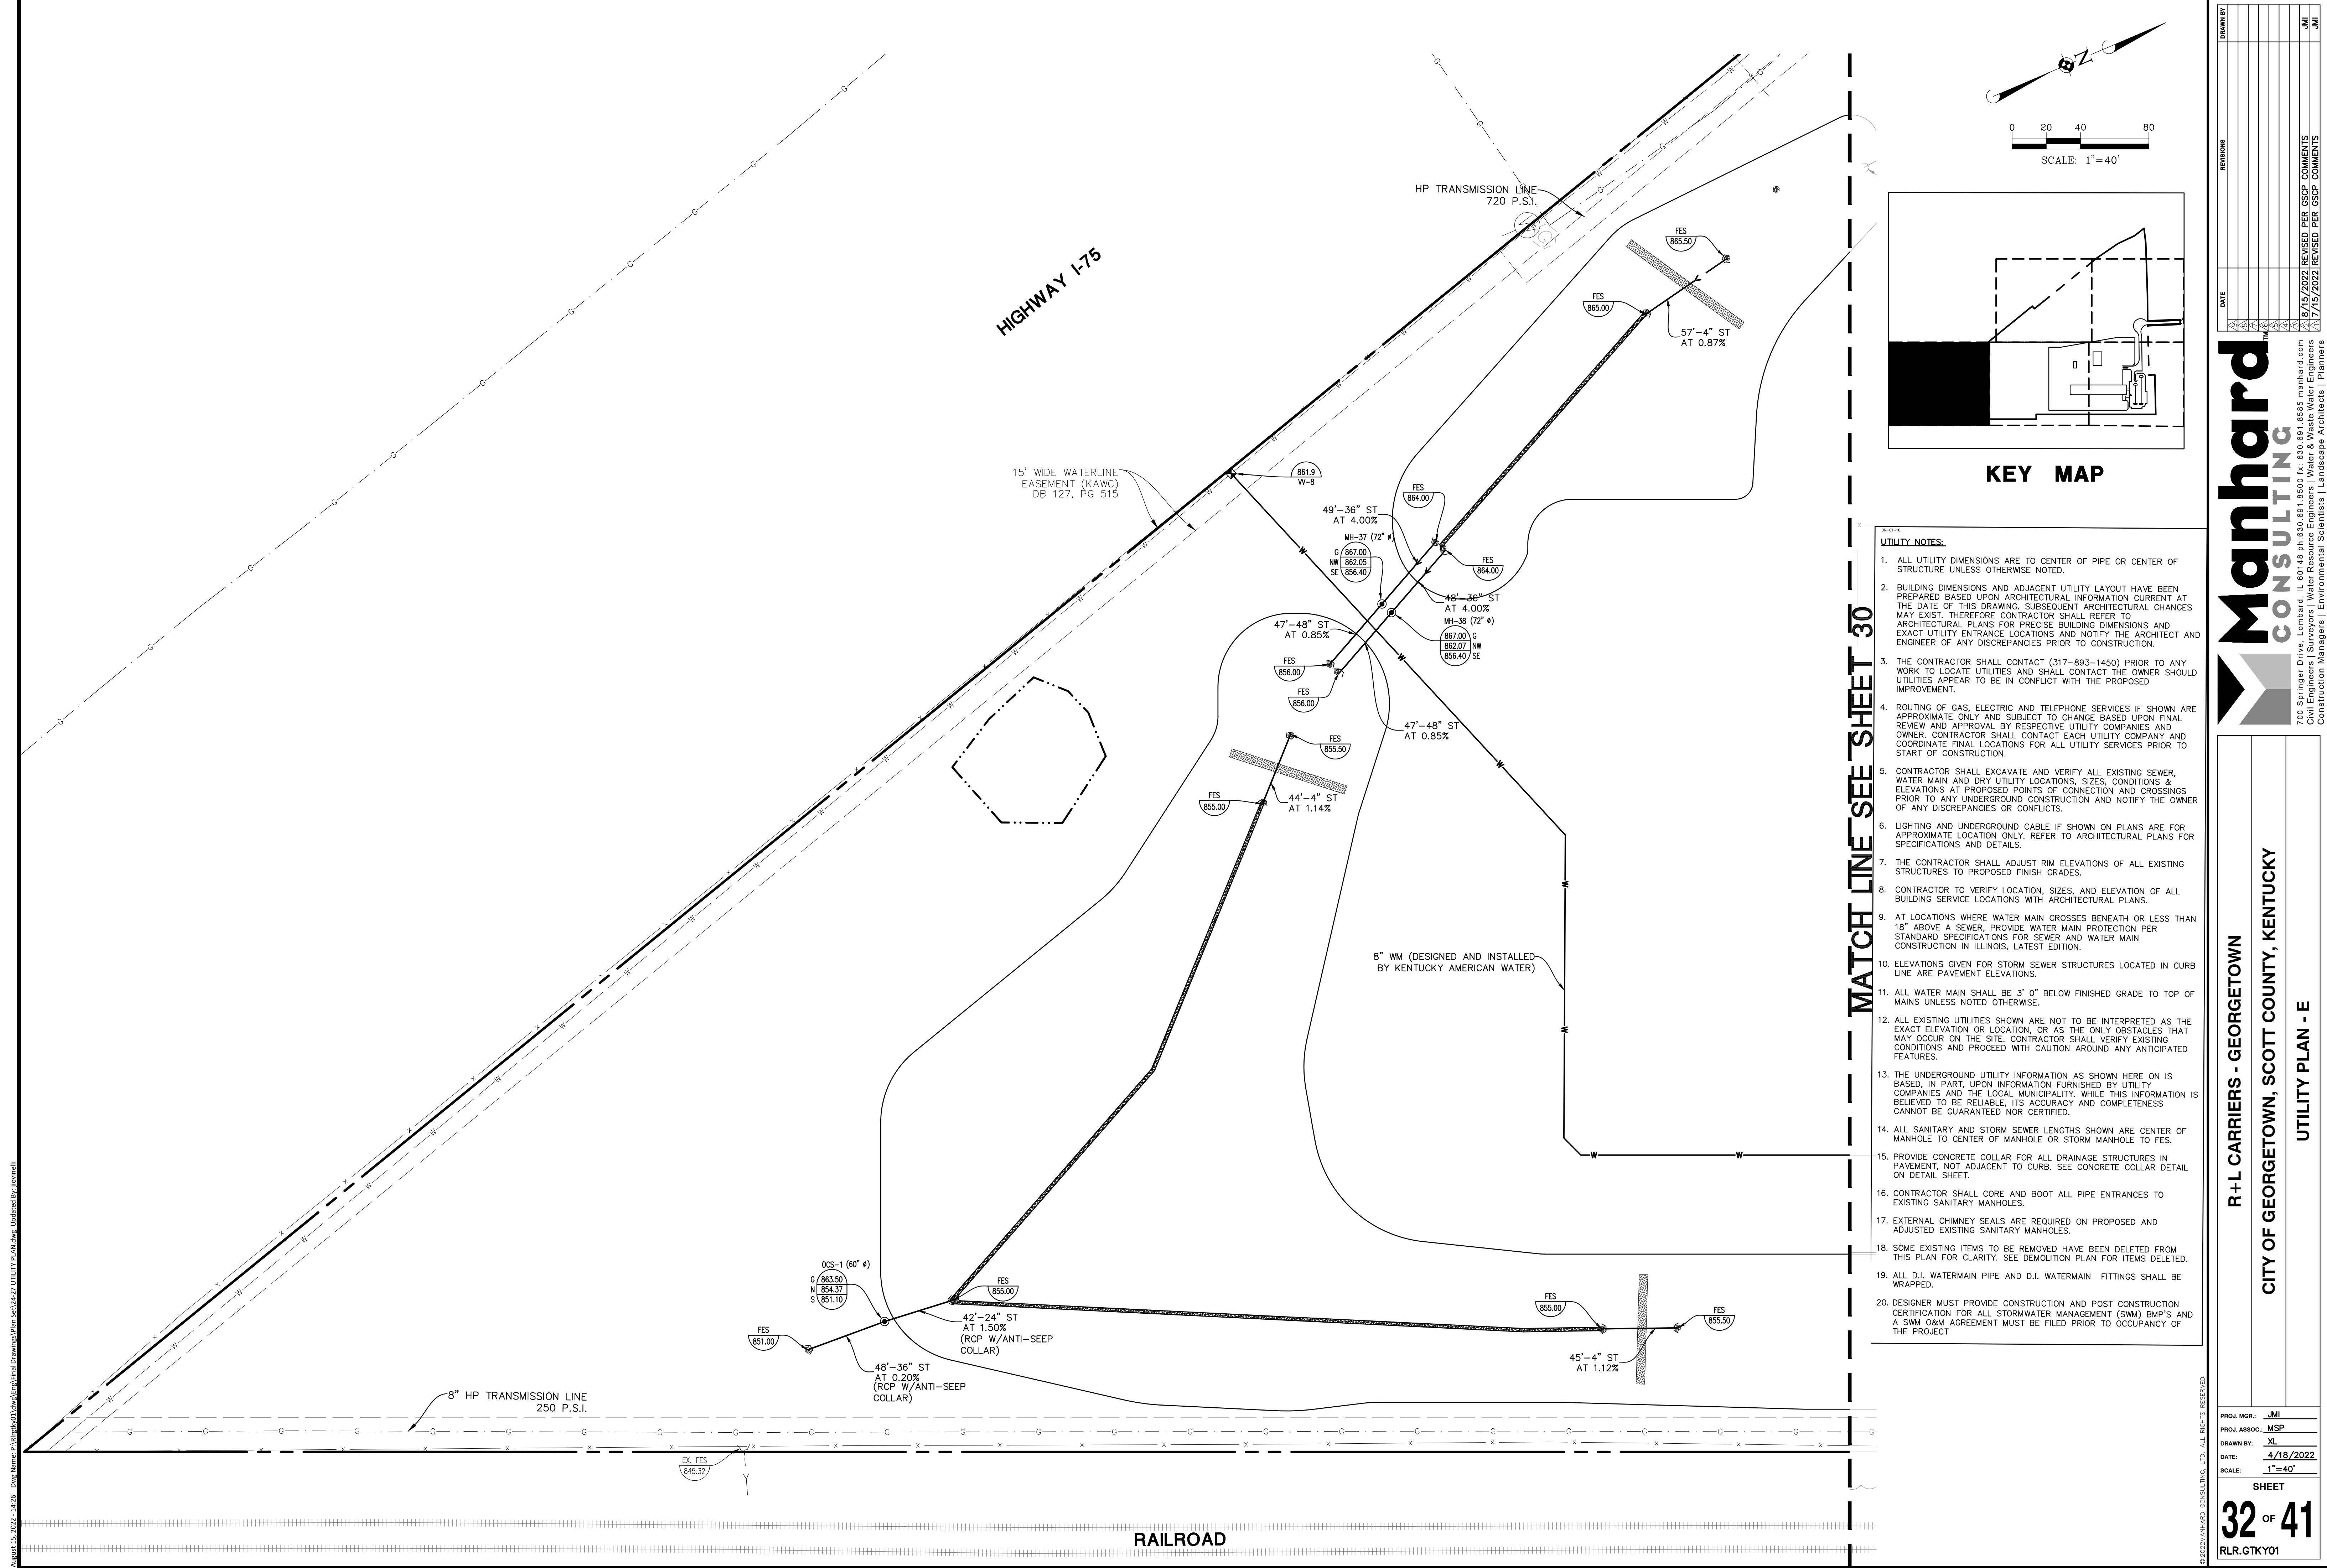 HIGHWAY I-75
HP TRANSMISSION LINE
720 P.S.I.
15' WIDE WATERLINE
EASEMENT (KAWC)
DB 127, PG 515
861.9
W-8
FES
865.50
FES
865.00
57'-4" ST
AT 0.87%
FES
864.00
49'-36" ST
AT 4.00%
MH-37 (72" ø)
G 867.00
NW 862.05
SE 856.40
FES
864.00
48'-36" ST
AT 4.00%
MH-38 (72" ø)
867.00 G
862.07 NW
856.40 SE
47'-48" ST
AT 0.85%
FES
856.00
FES
856.00
47'-48" ST
AT 0.85%
FES
855.50
FES
855.00
44'-4" ST
AT 1.14%
8" WM (DESIGNED AND INSTALLED
BY KENTUCKY AMERICAN WATER)
OCS-1 (60" ø)
G 863.50
N 854.37
S 851.10
FES
855.00
42'-24" ST
AT 1.50%
(RCP W/ANTI-SEEP
COLLAR)
FES
851.00
48'-36" ST
AT 0.20%
(RCP W/ANTI-SEEP
COLLAR)
FES
855.00
FES
855.50
45'-4" ST
AT 1.12%
8" HP TRANSMISSION LINE
250 P.S.I.
EX. FES
845.32
RAILROAD
MATCH LINE SEE SHEET 30
N
0 20 40 80
SCALE: 1"=40'
KEY MAP
06-01-16
UTILITY NOTES:
1. ALL UTILITY DIMENSIONS ARE TO CENTER OF PIPE OR CENTER OF
STRUCTURE UNLESS OTHERWISE NOTED.
2. BUILDING DIMENSIONS AND ADJACENT UTILITY LAYOUT HAVE BEEN
PREPARED BASED UPON ARCHITECTURAL INFORMATION CURRENT AT
THE DATE OF THIS DRAWING. SUBSEQUENT ARCHITECTURAL CHANGES
MAY EXIST. THEREFORE CONTRACTOR SHALL REFER TO
ARCHITECTURAL PLANS FOR PRECISE BUILDING DIMENSIONS AND
EXACT UTILITY ENTRANCE LOCATIONS AND NOTIFY THE ARCHITECT AND
ENGINEER OF ANY DISCREPANCIES PRIOR TO CONSTRUCTION.
3. THE CONTRACTOR SHALL CONTACT (317-893-1450) PRIOR TO ANY
WORK TO LOCATE UTILITIES AND SHALL CONTACT THE OWNER SHOULD
UTILITIES APPEAR TO BE IN CONFLICT WITH THE PROPOSED
IMPROVEMENT.
4. ROUTING OF GAS, ELECTRIC AND TELEPHONE SERVICES IF SHOWN ARE
APPROXIMATE ONLY AND SUBJECT TO CHANGE BASED UPON FINAL
REVIEW AND APPROVAL BY RESPECTIVE UTILITY COMPANIES AND
OWNER. CONTRACTOR SHALL CONTACT EACH UTILITY COMPANY AND
COORDINATE FINAL LOCATIONS FOR ALL UTILITY SERVICES PRIOR TO
START OF CONSTRUCTION.
5. CONTRACTOR SHALL EXCAVATE AND VERIFY ALL EXISTING SEWER,
WATER MAIN AND DRY UTILITY LOCATIONS, SIZES, CONDITIONS &
ELEVATIONS AT PROPOSED POINTS OF CONNECTION AND CROSSINGS
PRIOR TO ANY UNDERGROUND CONSTRUCTION AND NOTIFY THE OWNER
OF ANY DISCREPANCIES OR CONFLICTS.
6. LIGHTING AND UNDERGROUND CABLE IF SHOWN ON PLANS ARE FOR
APPROXIMATE LOCATION ONLY. REFER TO ARCHITECTURAL PLANS FOR
SPECIFICATIONS AND DETAILS.
7. THE CONTRACTOR SHALL ADJUST RIM ELEVATIONS OF ALL EXISTING
STRUCTURES TO PROPOSED FINISH GRADES.
8. CONTRACTOR TO VERIFY LOCATION, SIZES, AND ELEVATION OF ALL
BUILDING SERVICE LOCATIONS WITH ARCHITECTURAL PLANS.
9. AT LOCATIONS WHERE WATER MAIN CROSSES BENEATH OR LESS THAN
18" ABOVE A SEWER, PROVIDE WATER MAIN PROTECTION PER
STANDARD SPECIFICATIONS FOR SEWER AND WATER MAIN
CONSTRUCTION IN ILLINOIS, LATEST EDITION.
10. ELEVATIONS GIVEN FOR STORM SEWER STRUCTURES LOCATED IN CURB
LINE ARE PAVEMENT ELEVATIONS.
11. ALL WATER MAIN SHALL BE 3' 0" BELOW FINISHED GRADE TO TOP OF
MAINS UNLESS NOTED OTHERWISE.
12. ALL EXISTING UTILITIES SHOWN ARE NOT TO BE INTERPRETED AS THE
EXACT ELEVATION OR LOCATION, OR AS THE ONLY OBSTACLES THAT
MAY OCCUR ON THE SITE. CONTRACTOR SHALL VERIFY EXISTING
CONDITIONS AND PROCEED WITH CAUTION AROUND ANY ANTICIPATED
FEATURES.
13. THE UNDERGROUND UTILITY INFORMATION AS SHOWN HERE ON IS
BASED, IN PART, UPON INFORMATION FURNISHED BY UTILITY
COMPANIES AND THE LOCAL MUNICIPALITY. WHILE THIS INFORMATION IS
BELIEVED TO BE RELIABLE, ITS ACCURACY AND COMPLETENESS
CANNOT BE GUARANTEED NOR CERTIFIED.
14. ALL SANITARY AND STORM SEWER LENGTHS SHOWN ARE CENTER OF
MANHOLE TO CENTER OF MANHOLE OR STORM MANHOLE TO FES.
15. PROVIDE CONCRETE COLLAR FOR ALL DRAINAGE STRUCTURES IN
PAVEMENT, NOT ADJACENT TO CURB. SEE CONCRETE COLLAR DETAIL
ON DETAIL SHEET.
16. CONTRACTOR SHALL CORE AND BOOT ALL PIPE ENTRANCES TO
EXISTING SANITARY MANHOLES.
17. EXTERNAL CHIMNEY SEALS ARE REQUIRED ON PROPOSED AND
ADJUSTED EXISTING SANITARY MANHOLES.
18. SOME EXISTING ITEMS TO BE REMOVED HAVE BEEN DELETED FROM
THIS PLAN FOR CLARITY. SEE DEMOLITION PLAN FOR ITEMS DELETED.
19. ALL D.I. WATERMAIN PIPE AND D.I. WATERMAIN FITTINGS SHALL BE
WRAPPED.
20. DESIGNER MUST PROVIDE CONSTRUCTION AND POST CONSTRUCTION
CERTIFICATION FOR ALL STORMWATER MANAGEMENT (SWM) BMP'S AND
A SWM O&M AGREEMENT MUST BE FILED PRIOR TO OCCUPANCY OF
THE PROJECT
DATE REVISIONS DRAWN BY
8/15/2022 REVISED PER GSCP COMMENTS JMI
7/15/2022 REVISED PER GSCP COMMENTS JMI
Manhard TM
CONSULTING
700 Springer Drive, Lombard, IL 60148 ph:630.691.8500 fx: 630.691.8585 manhard.com
Civil Engineers | Surveyors | Water Resource Engineers | Water & Waste Water Engineers
Construction Managers | Environmental Scientists | Landscape Architects | Planners
R+L CARRIERS - GEORGETOWN
CITY OF GEORGETOWN, SCOTT COUNTY, KENTUCKY
UTILITY PLAN - E
PROJ. MGR.: JMI
PROJ. ASSOC.: MSP
DRAWN BY: XL
DATE: 4/18/2022
SCALE: 1"=40'
SHEET
32 OF 41
RLR.GTKY01
© 2022 MANHARD CONSULTING, LTD. ALL RIGHTS RESERVED
August 15, 2022 - 14:26 Dwg Name: P:\Rlrgtky01\dwg\Eng\Final Drawings\Plan Set\24-27 UTILITY PLAN.dwg Updated By: jiovinelli